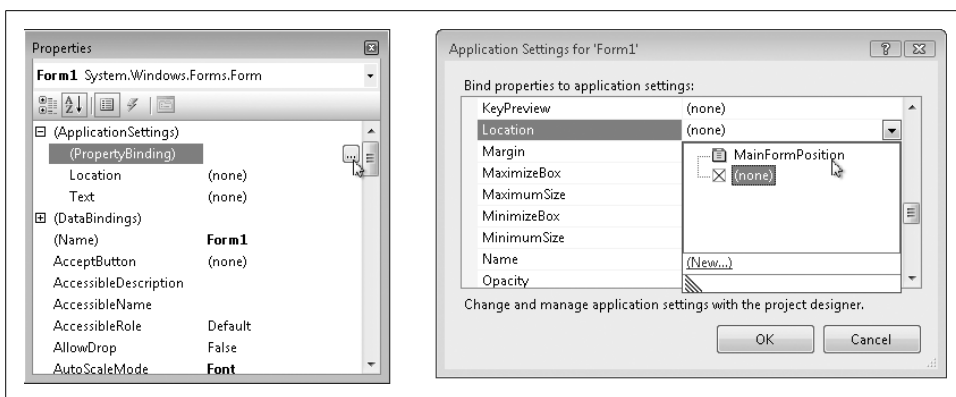 Properties
Form1 System.Windows.Forms.Form
(ApplicationSettings)
(PropertyBinding)
...
Location (none)
Text (none)
(DataBindings)
(Name) Form1
AcceptButton (none)
AccessibleDescription
AccessibleName
AccessibleRole Default
AllowDrop False
AutoScaleMode Font
Application Settings for 'Form1'
Bind properties to application settings:
KeyPreview (none)
Location (none)
Margin
MaximizeBox
MaximumSize
MinimizeBox
MinimumSize
Name
Opacity
MainFormPosition
(none)
(New...)
Change and manage application settings with the project designer.
OK Cancel